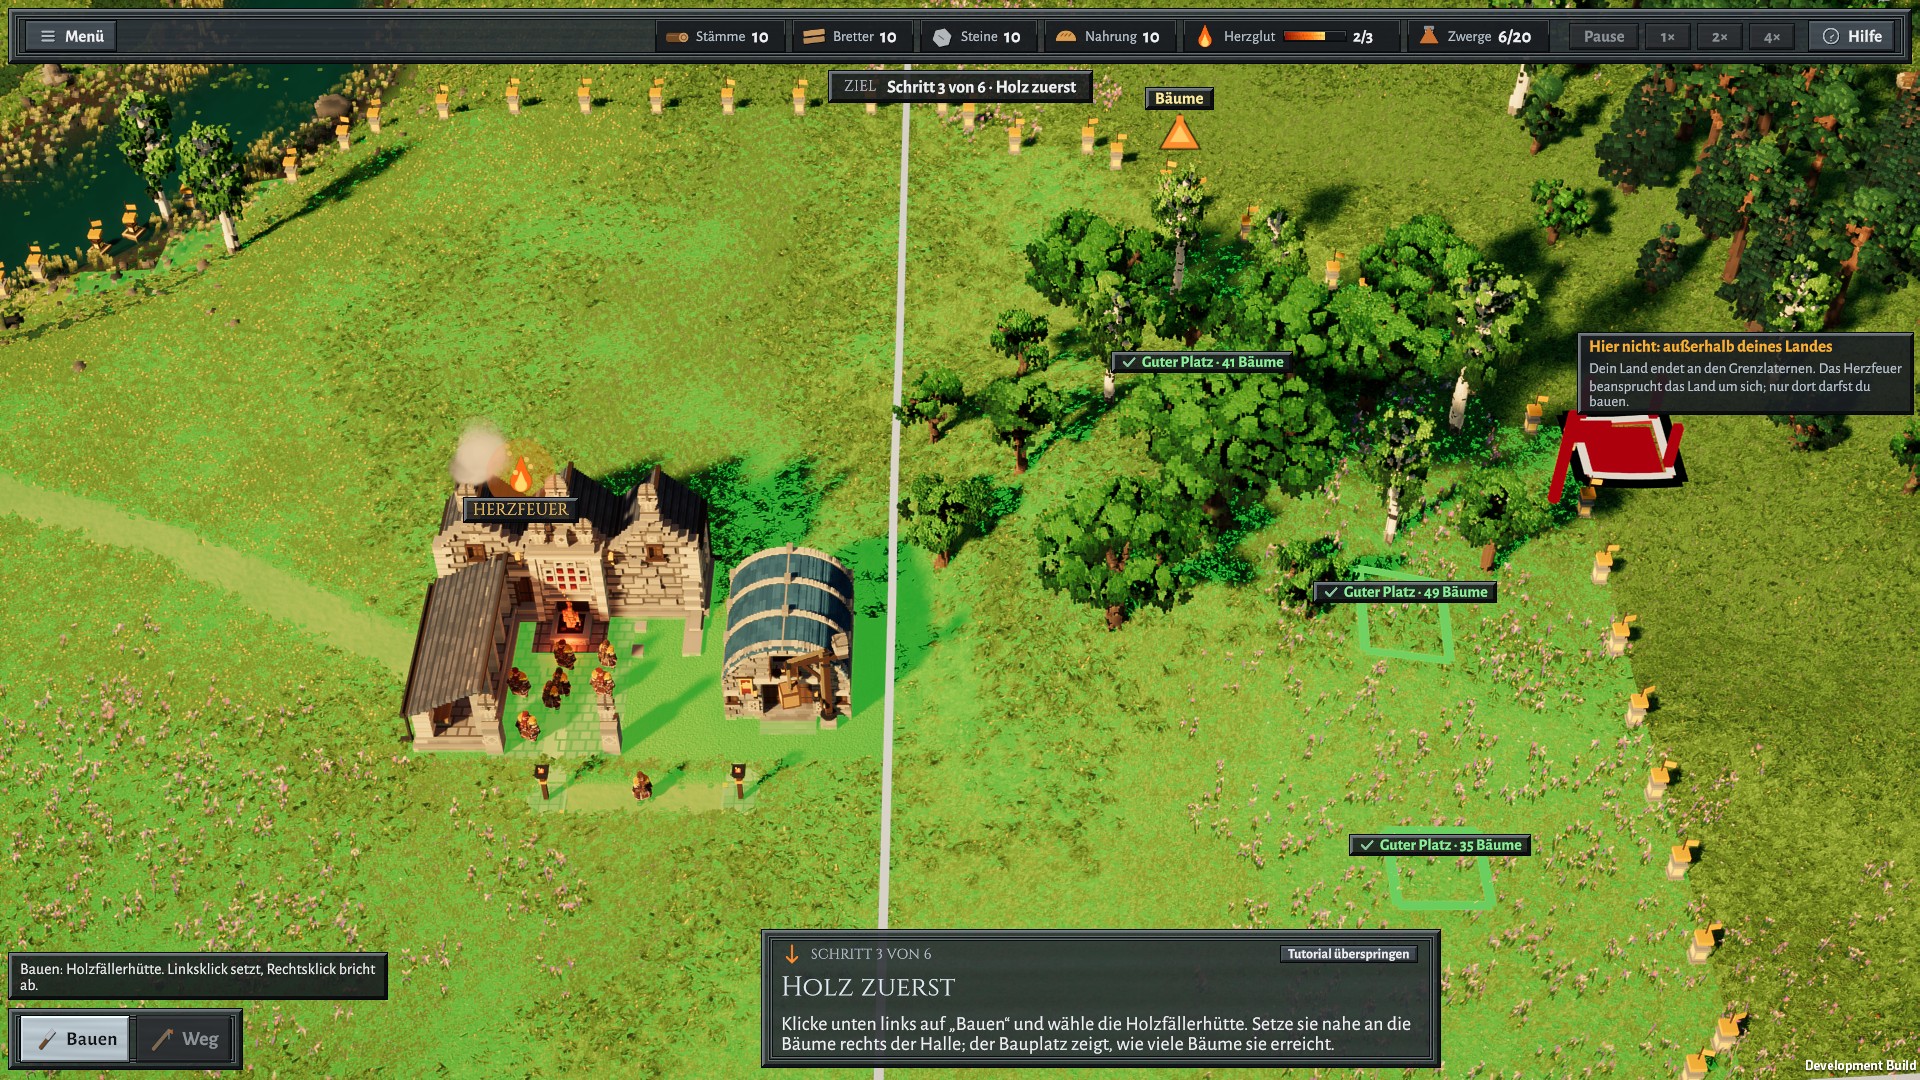 Menü
Stämme 10
Bretter 10
Steine 10
Nahrung 10
Herzglut 2/3
Zwerge 6/20
Pause
1×
2×
4×
Hilfe
ZIEL Schritt 3 von 6 · Holz zuerst
Bäume
Hier nicht: außerhalb deines Landes
Dein Land endet an den Grenzlaternen. Das Herzfeuer
beansprucht das Land um sich; nur dort darfst du
bauen.
Guter Platz · 41 Bäume
HERZFEUER
Guter Platz · 49 Bäume
Guter Platz · 35 Bäume
SCHRITT 3 VON 6
Tutorial überspringen
HOLZ ZUERST
Klicke unten links auf „Bauen“ und wähle die Holzfällerhütte. Setze sie nahe an die
Bäume rechts der Halle; der Bauplatz zeigt, wie viele Bäume sie erreicht.
Bauen: Holzfällerhütte. Linksklick setzt, Rechtsklick bricht
ab.
Bauen
Weg
Development Build